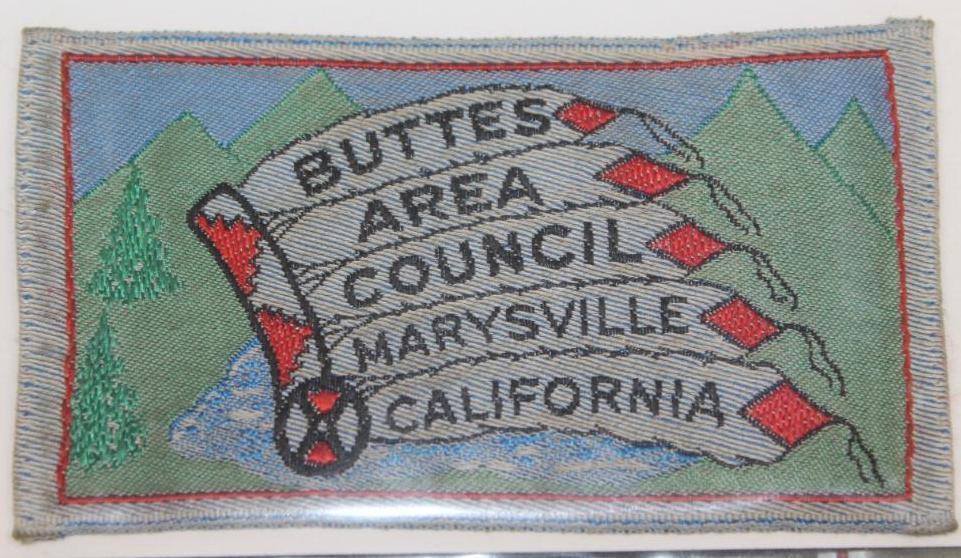 BUTTES
AREA
COUNCIL
MARYSVILLE
CALIFORNIA